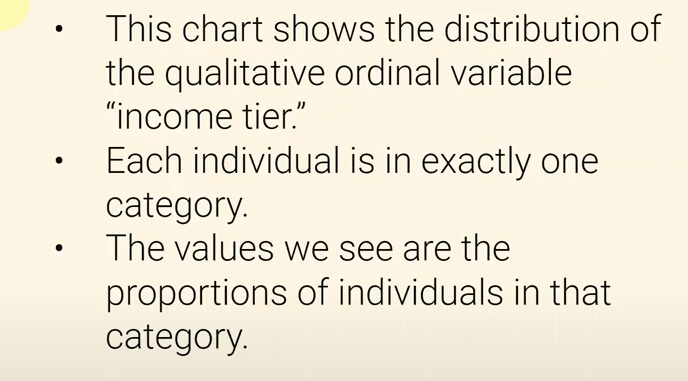 • This chart shows the distribution of
the qualitative ordinal variable
“income tier.”
• Each individual is in exactly one
category.
• The values we see are the
proportions of individuals in that
category.